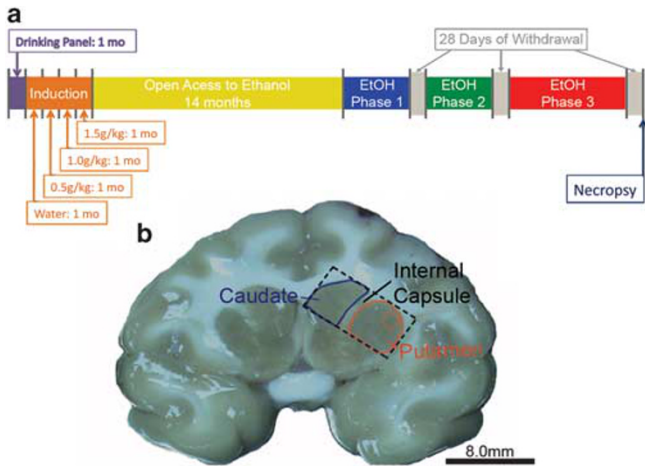 a
Drinking Panel: 1 mo
28 Days of Withdrawal
Induction
Open Acess to Ethanol
14 months
EtOH
Phase 1
EtOH
Phase 2
EtOH
Phase 3
1.5g/kg: 1 mo
1.0g/kg: 1 mo
0.5g/kg: 1 mo
Water: 1 mo
Necropsy
b
Caudate
Internal
Capsule
Putamen
8.0mm